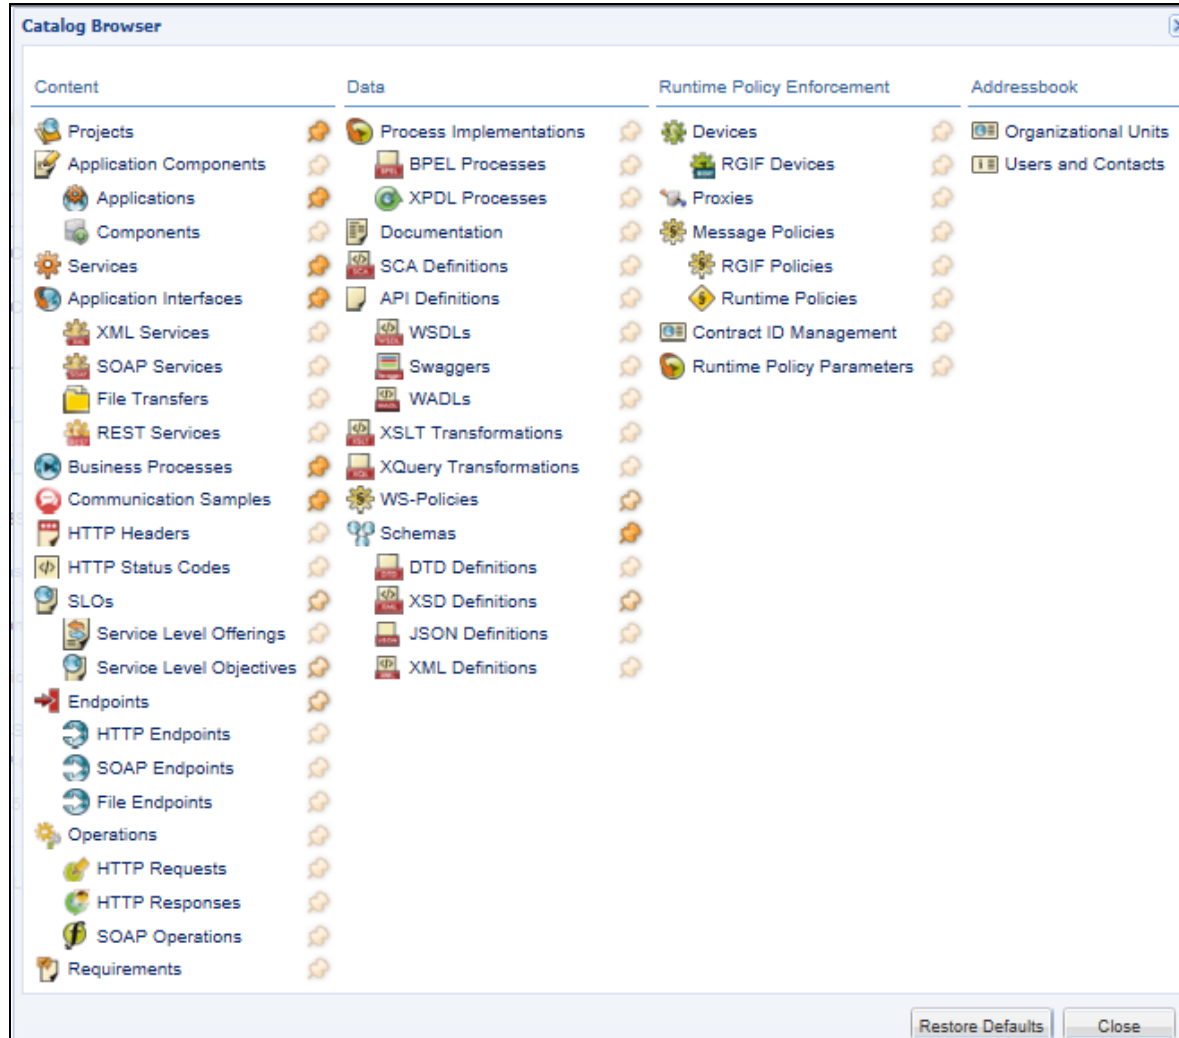 Catalog Browser
Content
Projects
Application Components
Applications
Components
Services
Application Interfaces
XML Services
SOAP Services
File Transfers
REST Services
Business Processes
Communication Samples
HTTP Headers
HTTP Status Codes
SLOs
Service Level Offerings
Service Level Objectives
Endpoints
HTTP Endpoints
SOAP Endpoints
File Endpoints
Operations
HTTP Requests
HTTP Responses
SOAP Operations
Requirements
Data
Process Implementations
BPEL Processes
XPDL Processes
Documentation
SCA Definitions
API Definitions
WSDLs
Swaggers
WADLs
XSLT Transformations
XQuery Transformations
WS-Policies
Schemas
DTD Definitions
XSD Definitions
JSON Definitions
XML Definitions
Runtime Policy Enforcement
Devices
RGIF Devices
Proxies
Message Policies
RGIF Policies
Runtime Policies
Contract ID Management
Runtime Policy Parameters
Addressbook
Organizational Units
Users and Contacts
Restore Defaults
Close